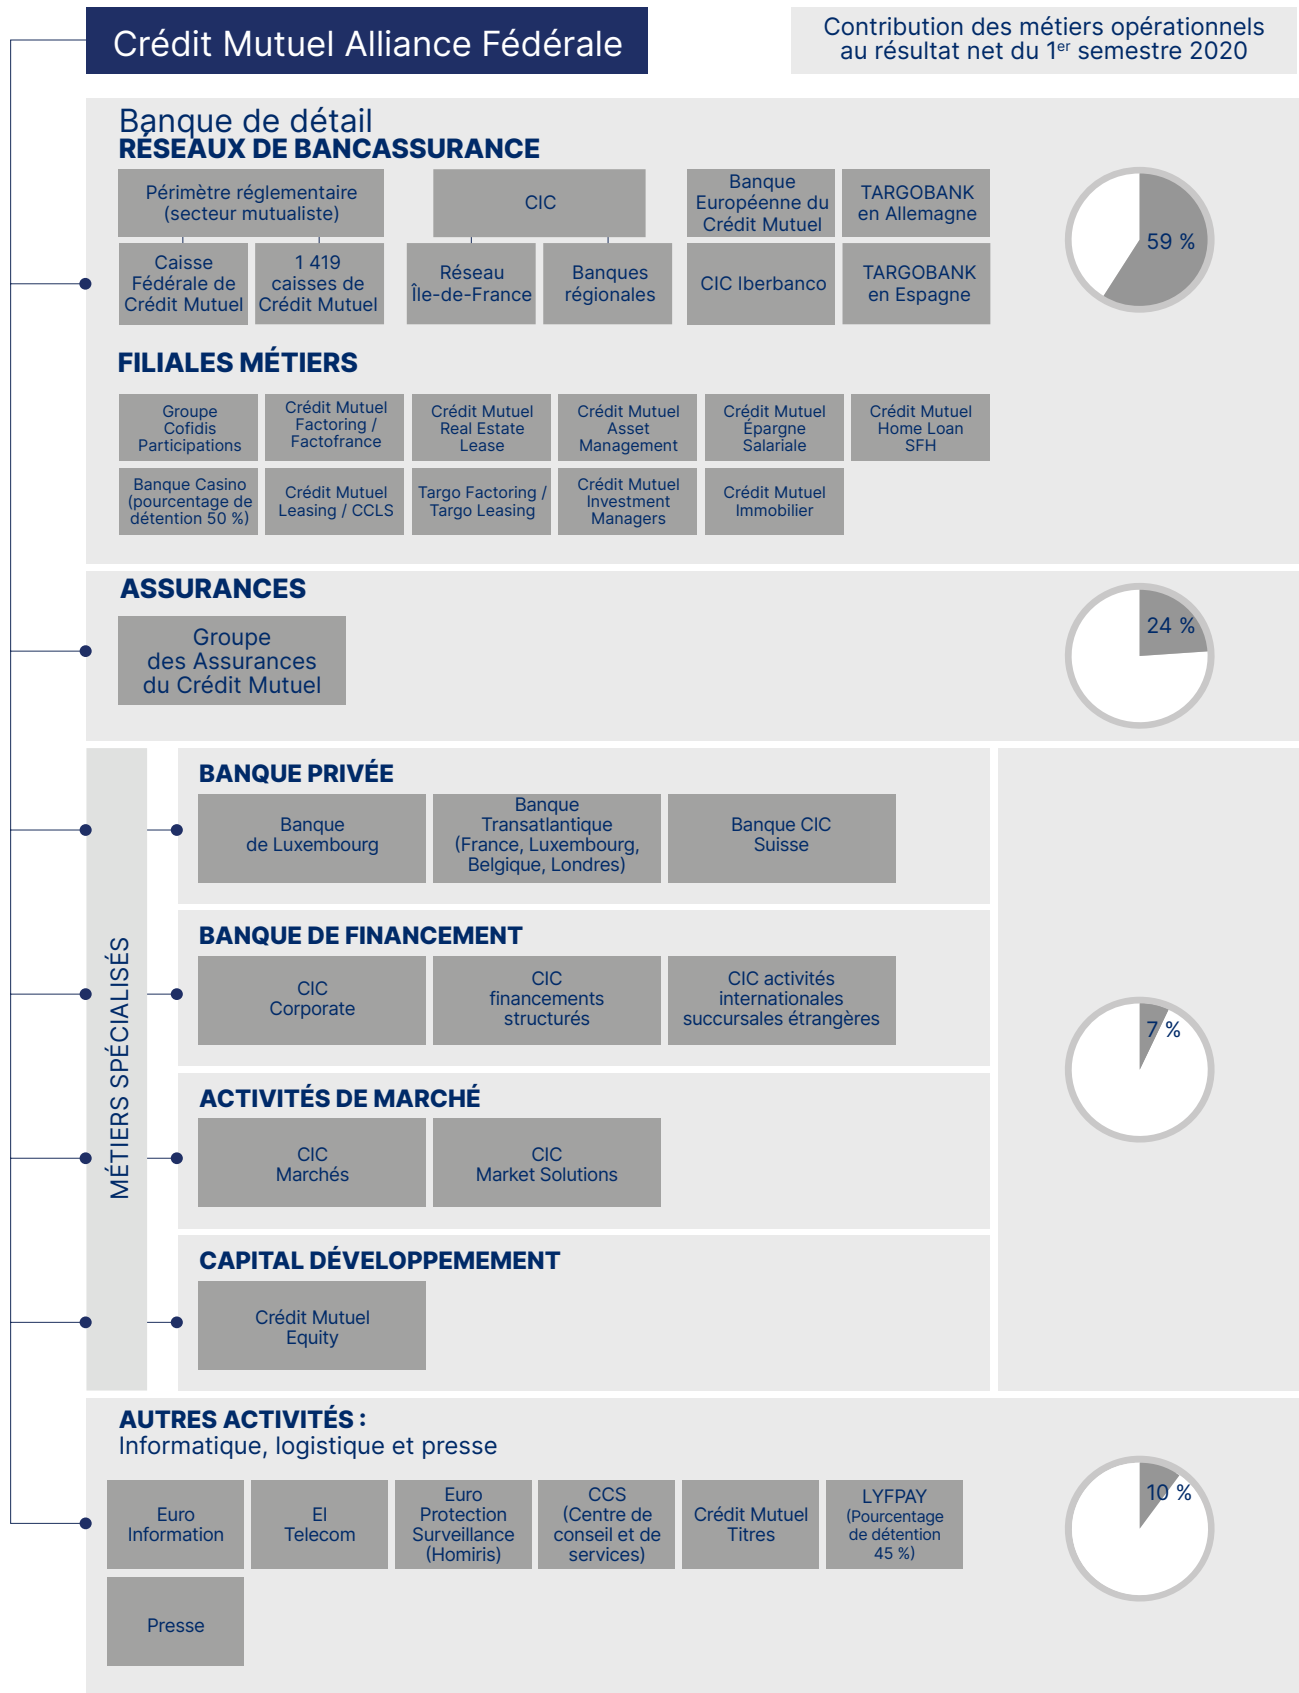 Crédit Mutuel Alliance Fédérale
Contribution des métiers opérationnels
au résultat net du 1er semestre 2020
Banque de détail
RÉSEAUX DE BANCASSURANCE
Périmètre réglementaire
(secteur mutualiste)
CIC
Banque
Européenne du
Crédit Mutuel
TARGOBANK
en Allemagne
59 %
Caisse
Fédérale de
Crédit Mutuel
1 419
caisses de
Crédit Mutuel
Réseau
Île-de-France
Banques
régionales
CIC Iberbanco
TARGOBANK
en Espagne
FILIALES MÉTIERS
Groupe
Cofidis
Participations
Crédit Mutuel
Factoring /
Factofrance
Crédit Mutuel
Real Estate
Lease
Crédit Mutuel
Asset
Management
Crédit Mutuel
Épargne
Salariale
Crédit Mutuel
Home Loan
SFH
Banque Casino
(pourcentage de
détention 50 %)
Crédit Mutuel
Leasing / CCLS
Targo Factoring /
Targo Leasing
Crédit Mutuel
Investment
Managers
Crédit Mutuel
Immobilier
ASSURANCES
Groupe
des Assurances
du Crédit Mutuel
24 %
MÉTIERS SPÉCIALISÉS
BANQUE PRIVÉE
Banque
de Luxembourg
Banque
Transatlantique
(France, Luxembourg,
Belgique, Londres)
Banque CIC
Suisse
BANQUE DE FINANCEMENT
CIC
Corporate
CIC
financements
structurés
CIC activités
internationales
succursales étrangères
7 %
ACTIVITÉS DE MARCHÉ
CIC
Marchés
CIC
Market Solutions
CAPITAL DÉVELOPPEMEMENT
Crédit Mutuel
Equity
AUTRES ACTIVITÉS :
Informatique, logistique et presse
Euro
Information
EI
Telecom
Euro
Protection
Surveillance
(Homiris)
CCS
(Centre de
conseil et de
services)
Crédit Mutuel
Titres
LYFPAY
(Pourcentage
de détention
45 %)
10 %
Presse